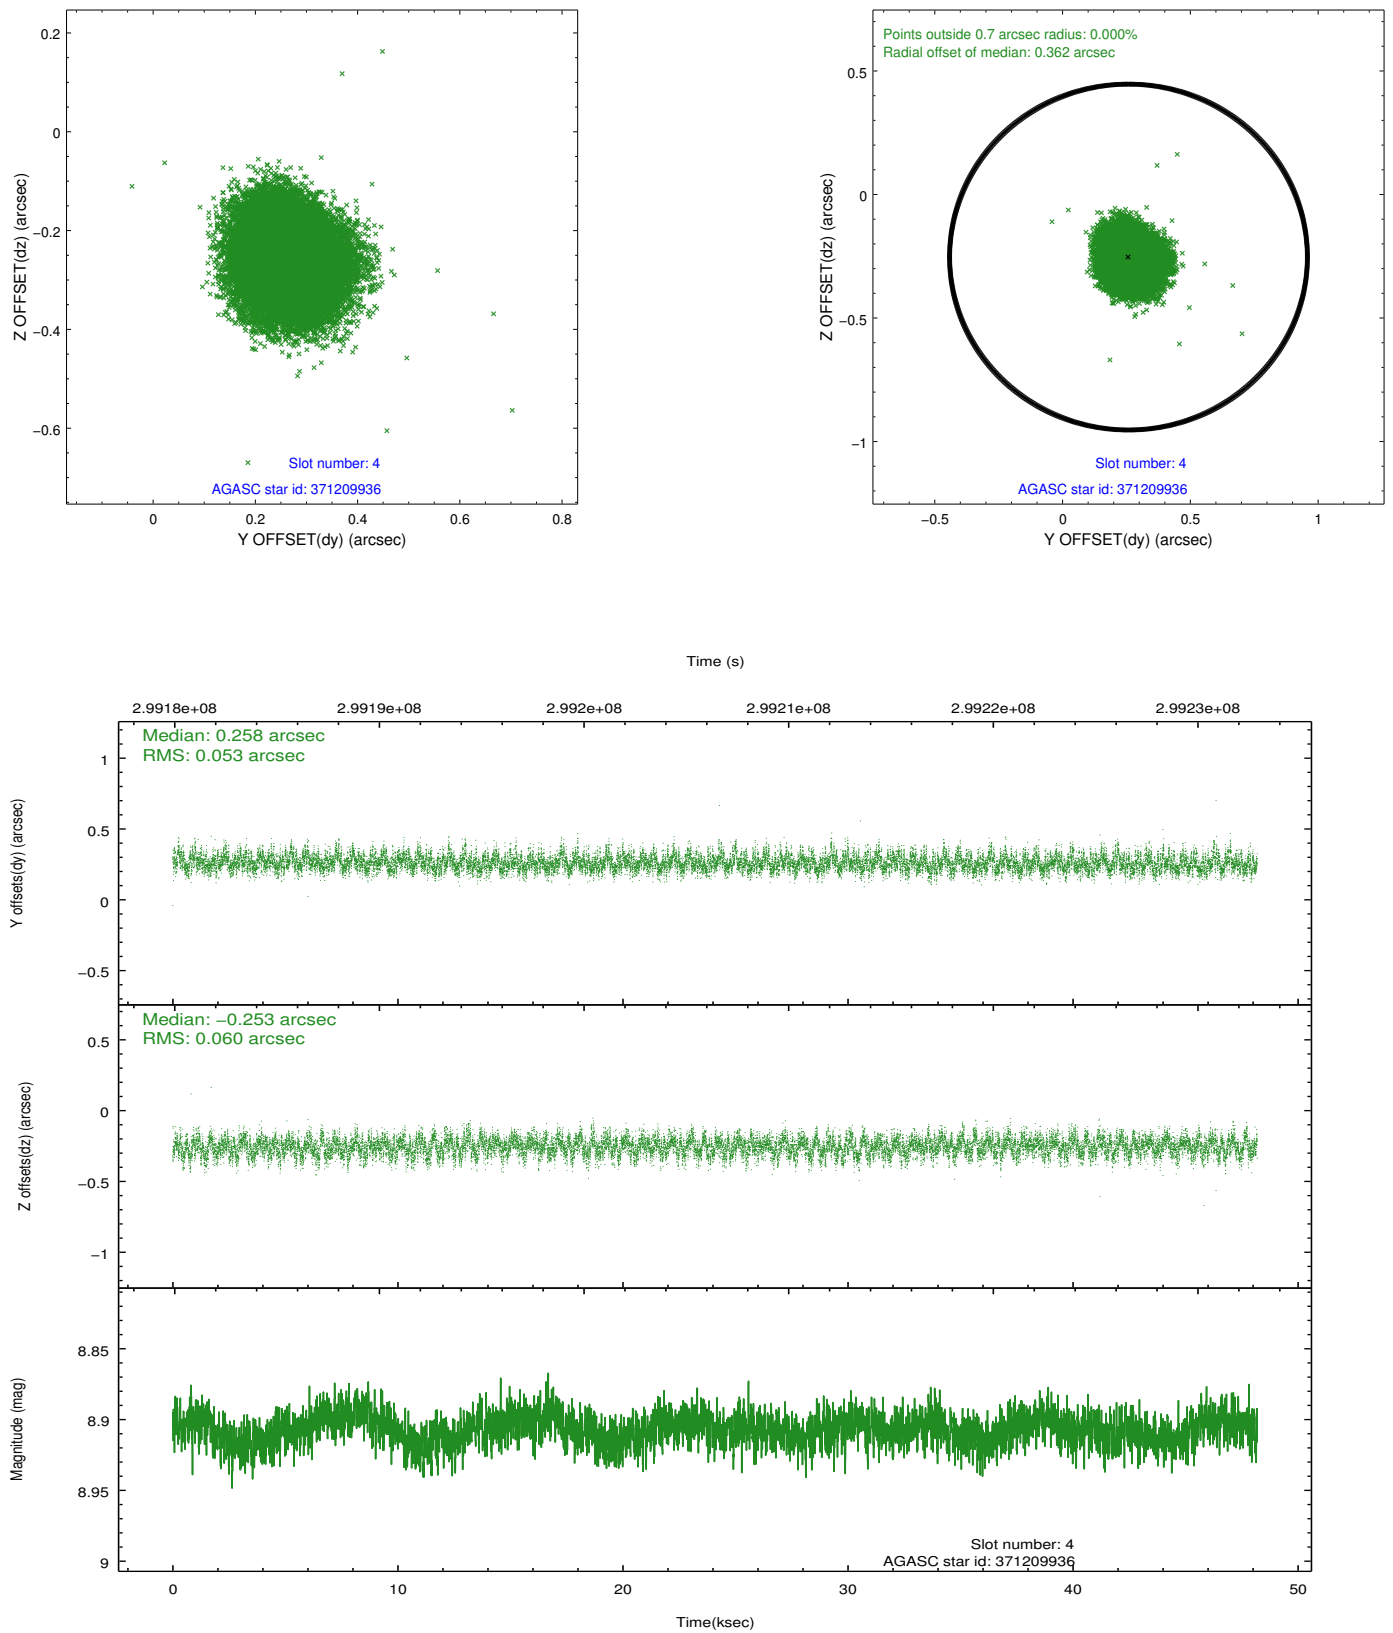 0.2
0
−0.2
−0.4
−0.6
Z OFFSET(dz) (arcsec)
Slot number: 4
AGASC star id: 371209936
0
0.2
0.4
0.6
0.8
Y OFFSET(dy) (arcsec)
Points outside 0.7 arcsec radius: 0.000%
Radial offset of median: 0.362 arcsec
0.5
0
−0.5
−1
Z OFFSET(dz) (arcsec)
Slot number: 4
AGASC star id: 371209936
−0.5
0
0.5
1
Y OFFSET(dy) (arcsec)
Time (s)
2.9918e+08
2.9919e+08
2.992e+08
2.9921e+08
2.9922e+08
2.9923e+08
Median: 0.258 arcsec
RMS: 0.053 arcsec
1
0.5
0
−0.5
Y offsets(dy) (arcsec)
Median: −0.253 arcsec
RMS: 0.060 arcsec
0.5
0
−0.5
−1
Z offsets(dz) (arcsec)
8.85
8.9
8.95
9
Magnitude (mag)
Slot number: 4
AGASC star id: 371209936
0
10
20
30
40
50
Time(ksec)